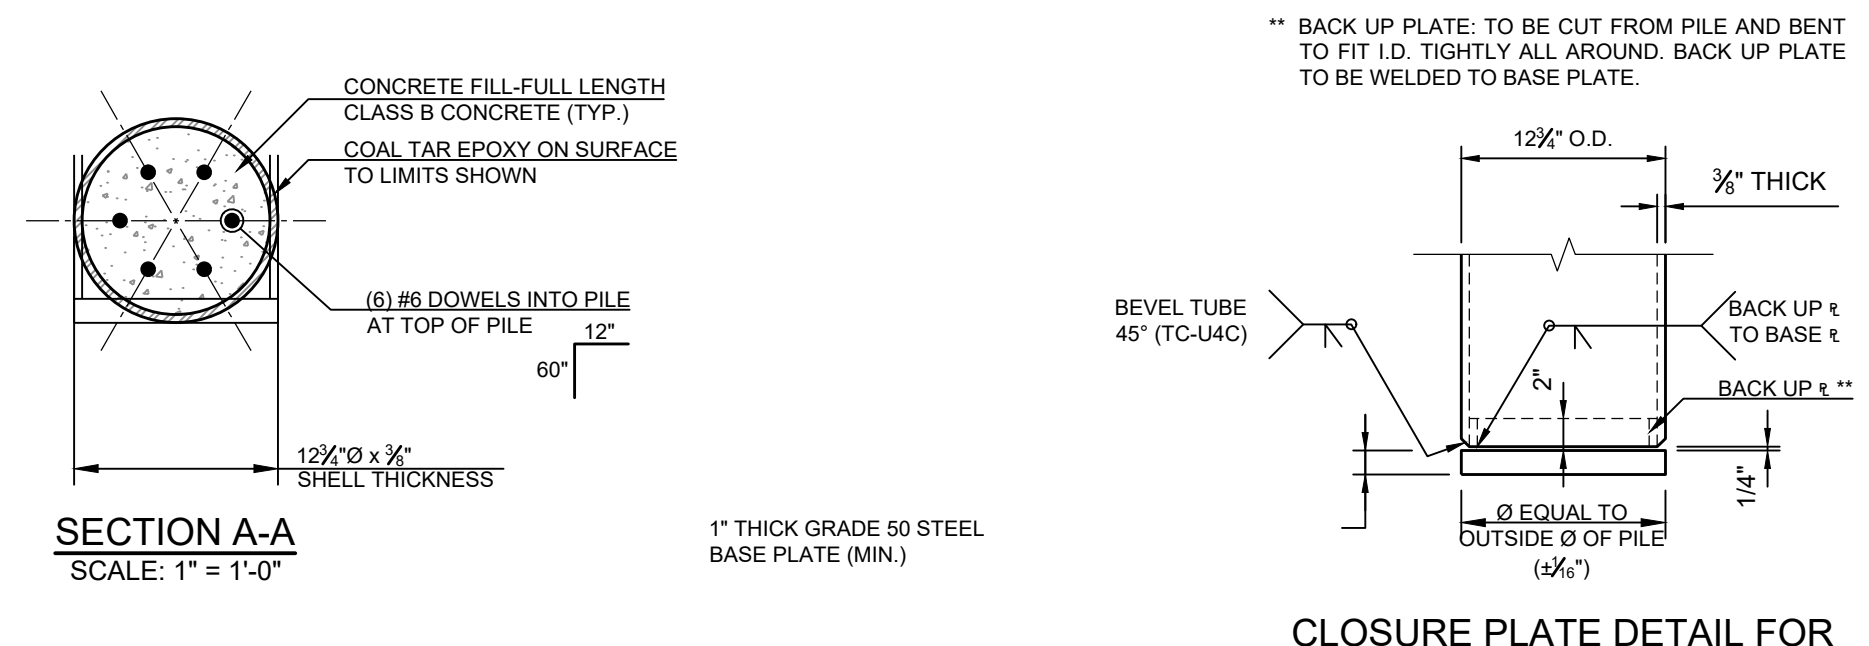 ** BACK UP PLATE: TO BE CUT FROM PILE AND BENT
TO FIT I.D. TIGHTLY ALL AROUND. BACK UP PLATE
TO BE WELDED TO BASE PLATE.
CONCRETE FILL-FULL LENGTH
CLASS B CONCRETE (TYP.)
COAL TAR EPOXY ON SURFACE
TO LIMITS SHOWN
(6) #6 DOWELS INTO PILE
AT TOP OF PILE
12"
60"
12¾"Ø x ⅜"
SHELL THICKNESS
SECTION A-A
SCALE: 1" = 1'-0"
1" THICK GRADE 50 STEEL
BASE PLATE (MIN.)
12¾" O.D.
⅜" THICK
BEVEL TUBE
45° (TC-U4C)
BACK UP ℞
TO BASE ℞
2"
BACK UP ℞ **
1/4"
Ø EQUAL TO
OUTSIDE Ø OF PILE
(±1⁄16")
CLOSURE PLATE DETAIL FOR